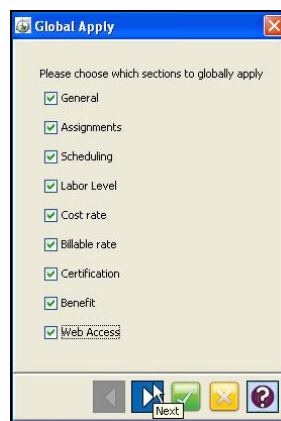 Global Apply
Please choose which sections to globally apply
General
Assignments
Scheduling
Labor Level
Cost rate
Billable rate
Certification
Benefit
Web Access
?
Next